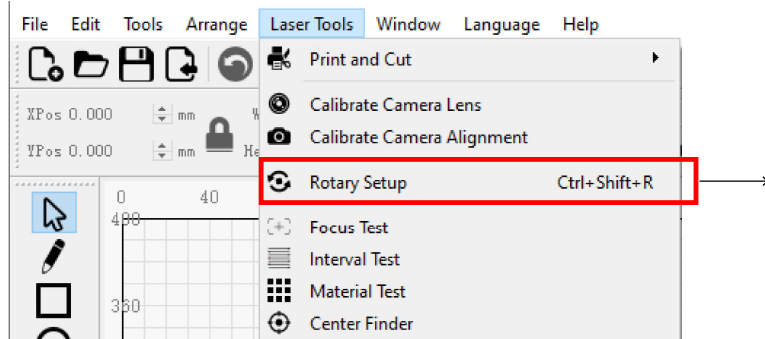 File Edit Tools Arrange Laser Tools Window Language Help
Print and Cut
XPos 0.000 mm
Calibrate Camera Lens
YPos 0.000 mm
Calibrate Camera Alignment
Rotary Setup Ctrl+Shift+R
0 40
400
Focus Test
Interval Test
Material Test
360
Center Finder